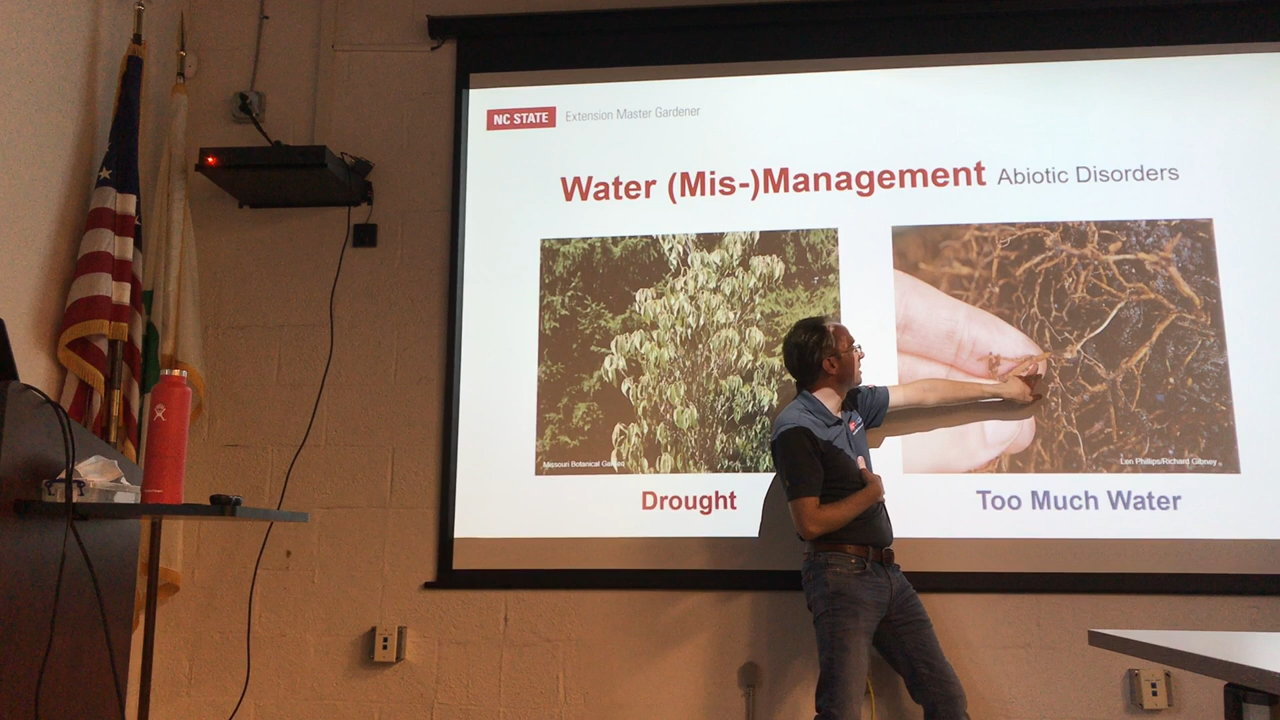 NC STATE Extension Master Gardener
Water (Mis-)Management Abiotic Disorders
Missouri Botanical Garden
Len Phillips/Richard Gibney
Drought
Too Much Water